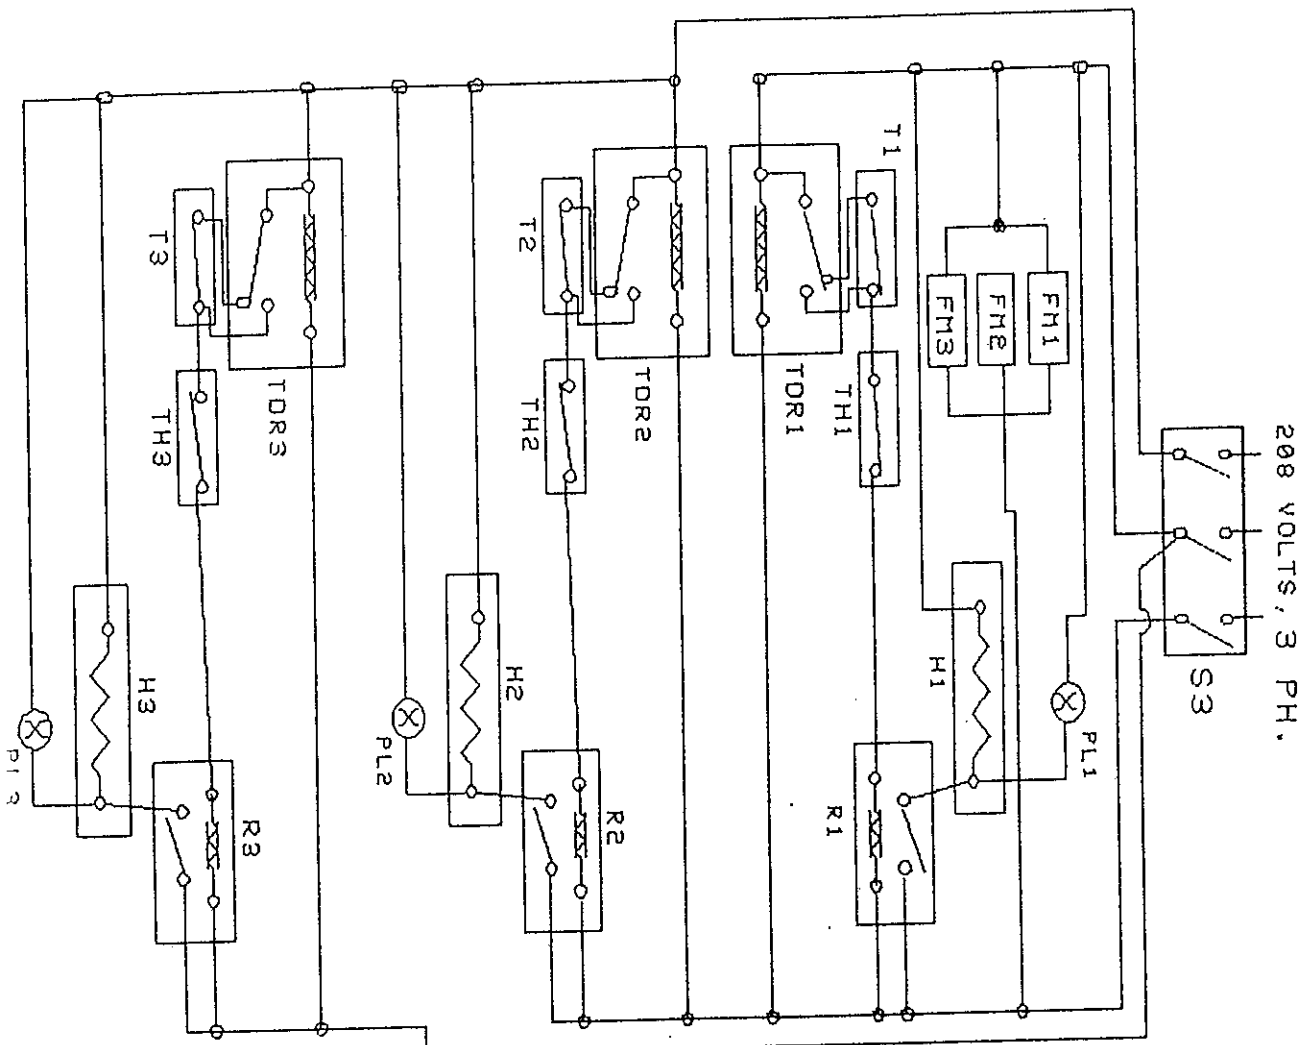 208 VOLTS, 3 PH.
S3
T1
FM1
FM2
FM3
TDR1
TH1
H1
PL1
R1
T2
TDR2
TH2
H2
PL2
R2
T3
TDR3
TH3
H3
R3